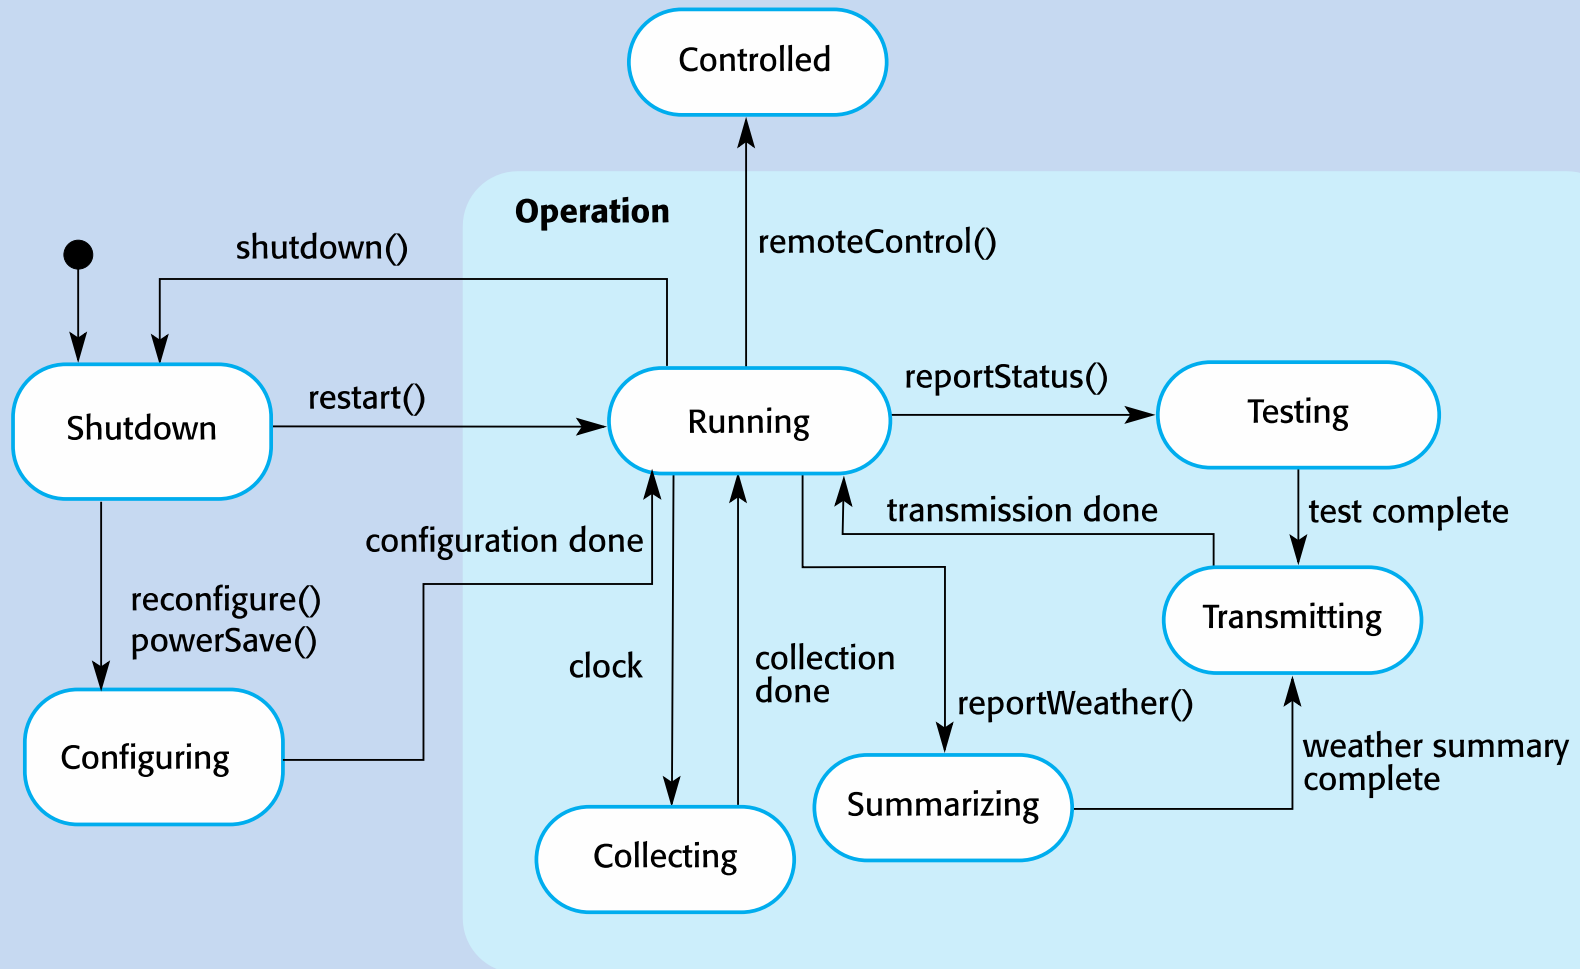 Controlled
Operation
shutdown()
remoteControl()
restart()
reportStatus()
Shutdown
Running
Testing
configuration done
transmission done
test complete
reconfigure()
powerSave()
Transmitting
clock
collection
done
reportWeather()
weather summary
complete
Configuring
Summarizing
Collecting